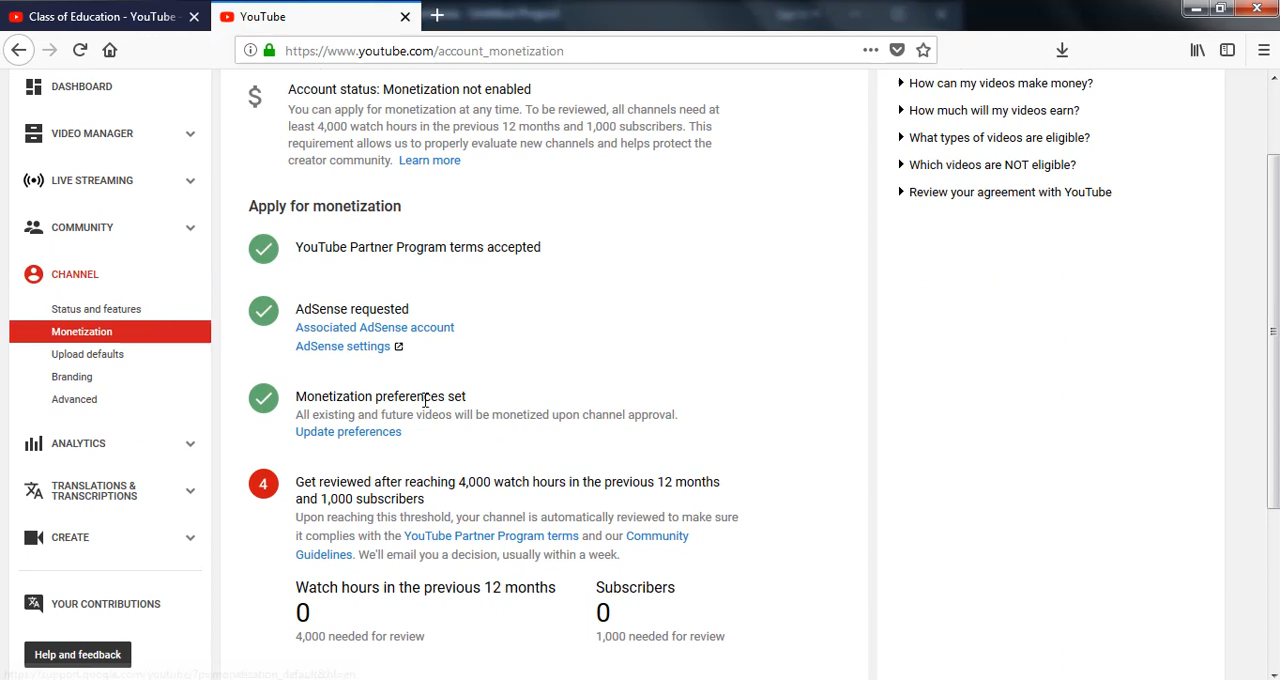 Class of Education - YouTube
YouTube
https://www.youtube.com/account_monetization
DASHBOARD
VIDEO MANAGER
LIVE STREAMING
COMMUNITY
CHANNEL
Status and features
Monetization
Upload defaults
Branding
Advanced
ANALYTICS
TRANSLATIONS &
TRANSCRIPTIONS
CREATE
YOUR CONTRIBUTIONS
Help and feedback
Account status: Monetization not enabled
You can apply for monetization at any time. To be reviewed, all channels need at
least 4,000 watch hours in the previous 12 months and 1,000 subscribers. This
requirement allows us to properly evaluate new channels and helps protect the
creator community. Learn more
Apply for monetization
YouTube Partner Program terms accepted
AdSense requested
Associated AdSense account
AdSense settings
Monetization preferences set
All existing and future videos will be monetized upon channel approval.
Update preferences
4
Get reviewed after reaching 4,000 watch hours in the previous 12 months
and 1,000 subscribers
Upon reaching this threshold, your channel is automatically reviewed to make sure
it complies with the YouTube Partner Program terms and our Community
Guidelines. We'll email you a decision, usually within a week.
Watch hours in the previous 12 months
0
4,000 needed for review
Subscribers
0
1,000 needed for review
How can my videos make money?
How much will my videos earn?
What types of videos are eligible?
Which videos are NOT eligible?
Review your agreement with YouTube